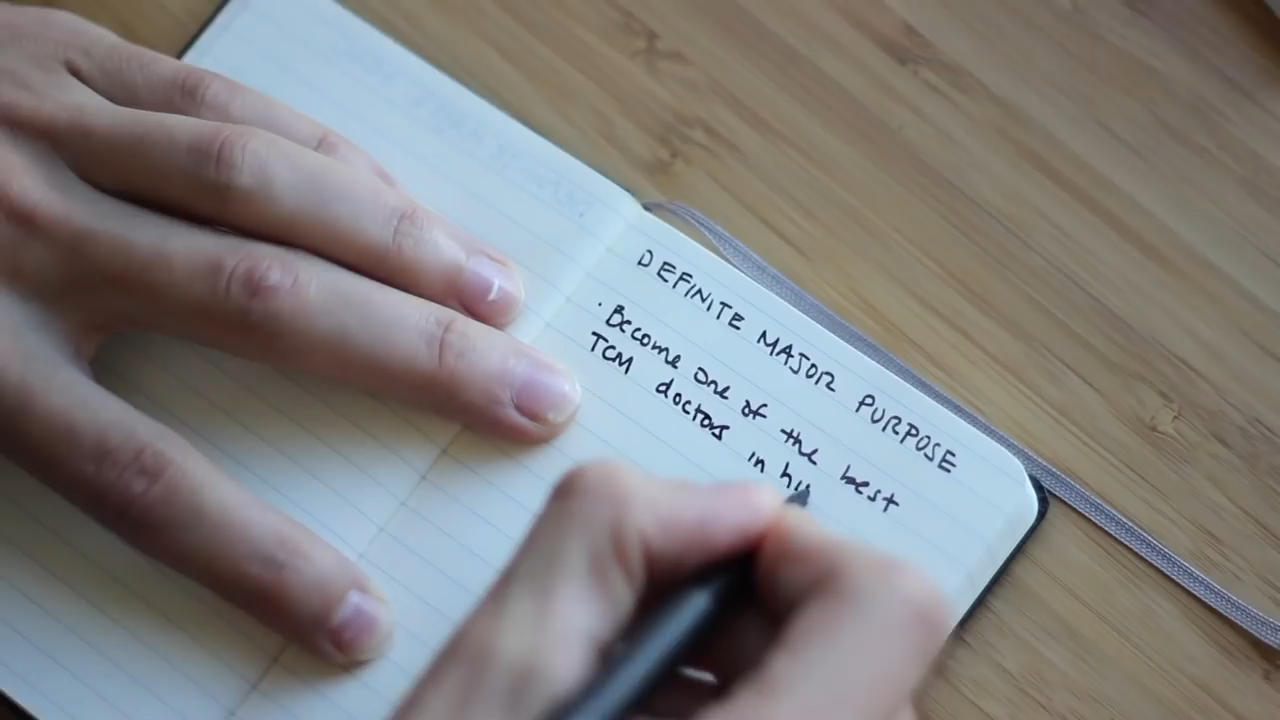 DEFINITE MAJOR PURPOSE
· Become one of the best
TCM doctors in